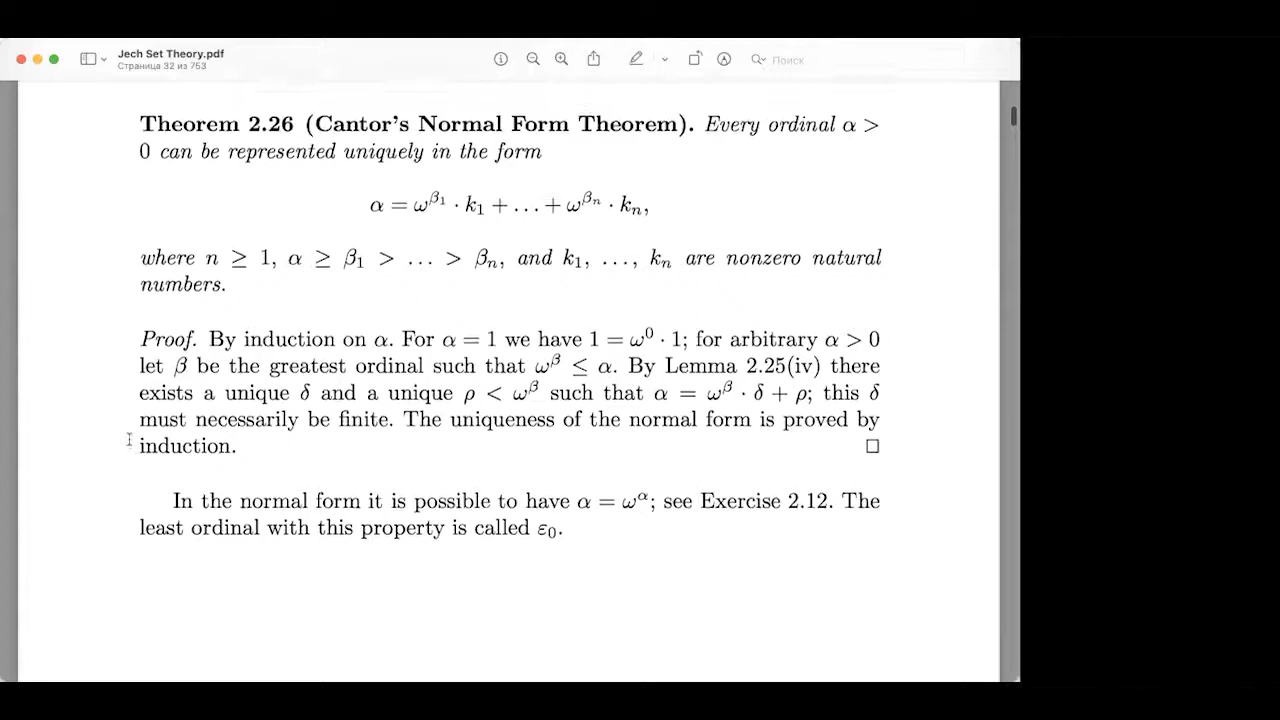 Jech Set Theory.pdf
Страница 32 из 753
Поиск
Theorem 2.26 (Cantor's Normal Form Theorem). Every ordinal α >
0 can be represented uniquely in the form
α = ω^{β₁} · k₁ + . . . + ω^{βₙ} · kₙ,
where n ≥ 1, α ≥ β₁ > . . . > βₙ, and k₁, . . . , kₙ are nonzero natural
numbers.
Proof. By induction on α. For α = 1 we have 1 = ω⁰ · 1; for arbitrary α > 0
let β be the greatest ordinal such that ω^β ≤ α. By Lemma 2.25(iv) there
exists a unique δ and a unique ρ < ω^β such that α = ω^β · δ + ρ; this δ
must necessarily be finite. The uniqueness of the normal form is proved by
induction. □
In the normal form it is possible to have α = ω^α; see Exercise 2.12. The
least ordinal with this property is called ε₀.